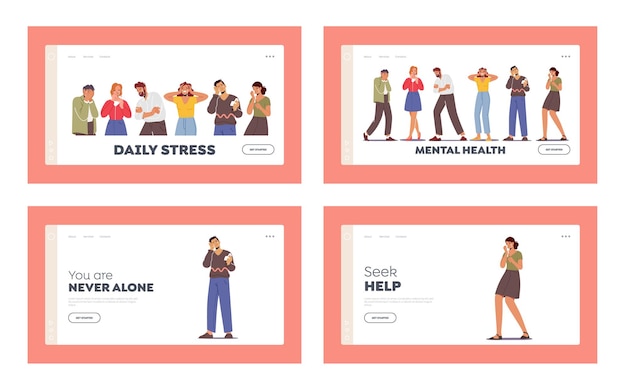 DAILY STRESS
GET STARTED
MENTAL HEALTH
GET STARTED
You are
NEVER ALONE
GET STARTED
Seek
HELP
GET STARTED